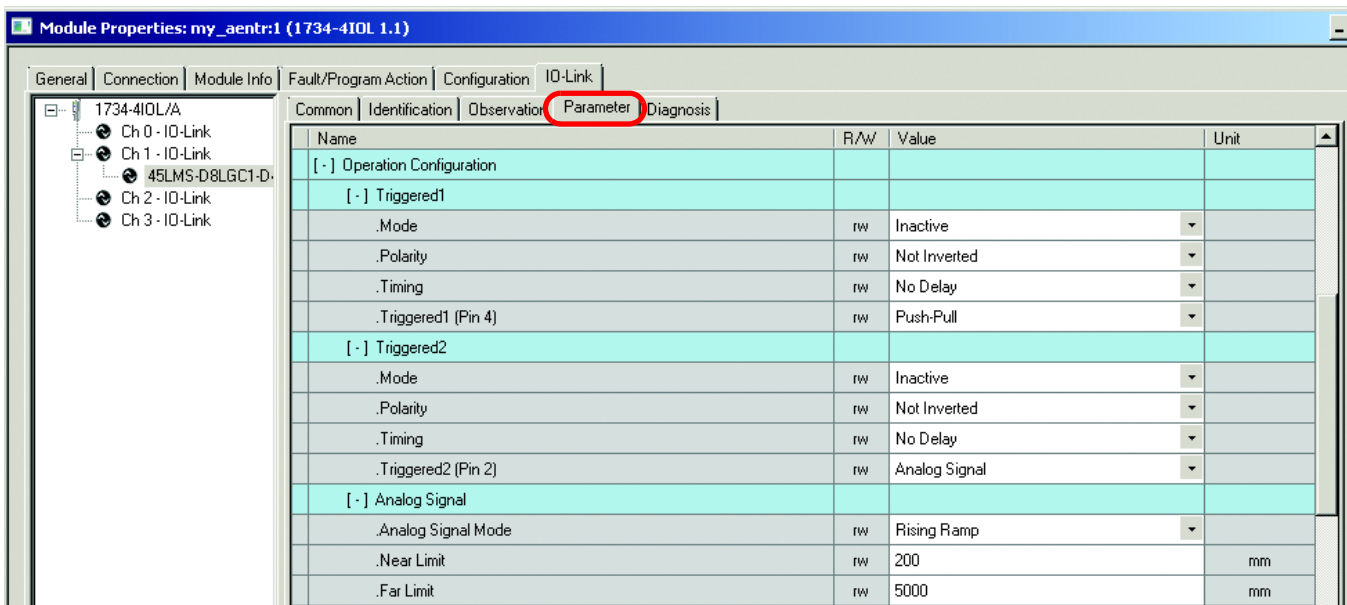 Module Properties: my_aentr:1 (1734-4IOL 1.1)
General Connection Module Info Fault/Program Action Configuration IO-Link
1734-4IOL/A
Ch 0 - IO-Link
Ch 1 - IO-Link
45LMS-D8LGC1-D
Ch 2 - IO-Link
Ch 3 - IO-Link
Common Identification Observation Parameter Diagnosis
Name R/W Value Unit
[-] Operation Configuration
[-] Triggered1
.Mode rw Inactive
.Polarity rw Not Inverted
.Timing rw No Delay
.Triggered1 (Pin 4) rw Push-Pull
[-] Triggered2
.Mode rw Inactive
.Polarity rw Not Inverted
.Timing rw No Delay
.Triggered2 (Pin 2) rw Analog Signal
[-] Analog Signal
.Analog Signal Mode rw Rising Ramp
.Near Limit rw 200 mm
.Far Limit rw 5000 mm